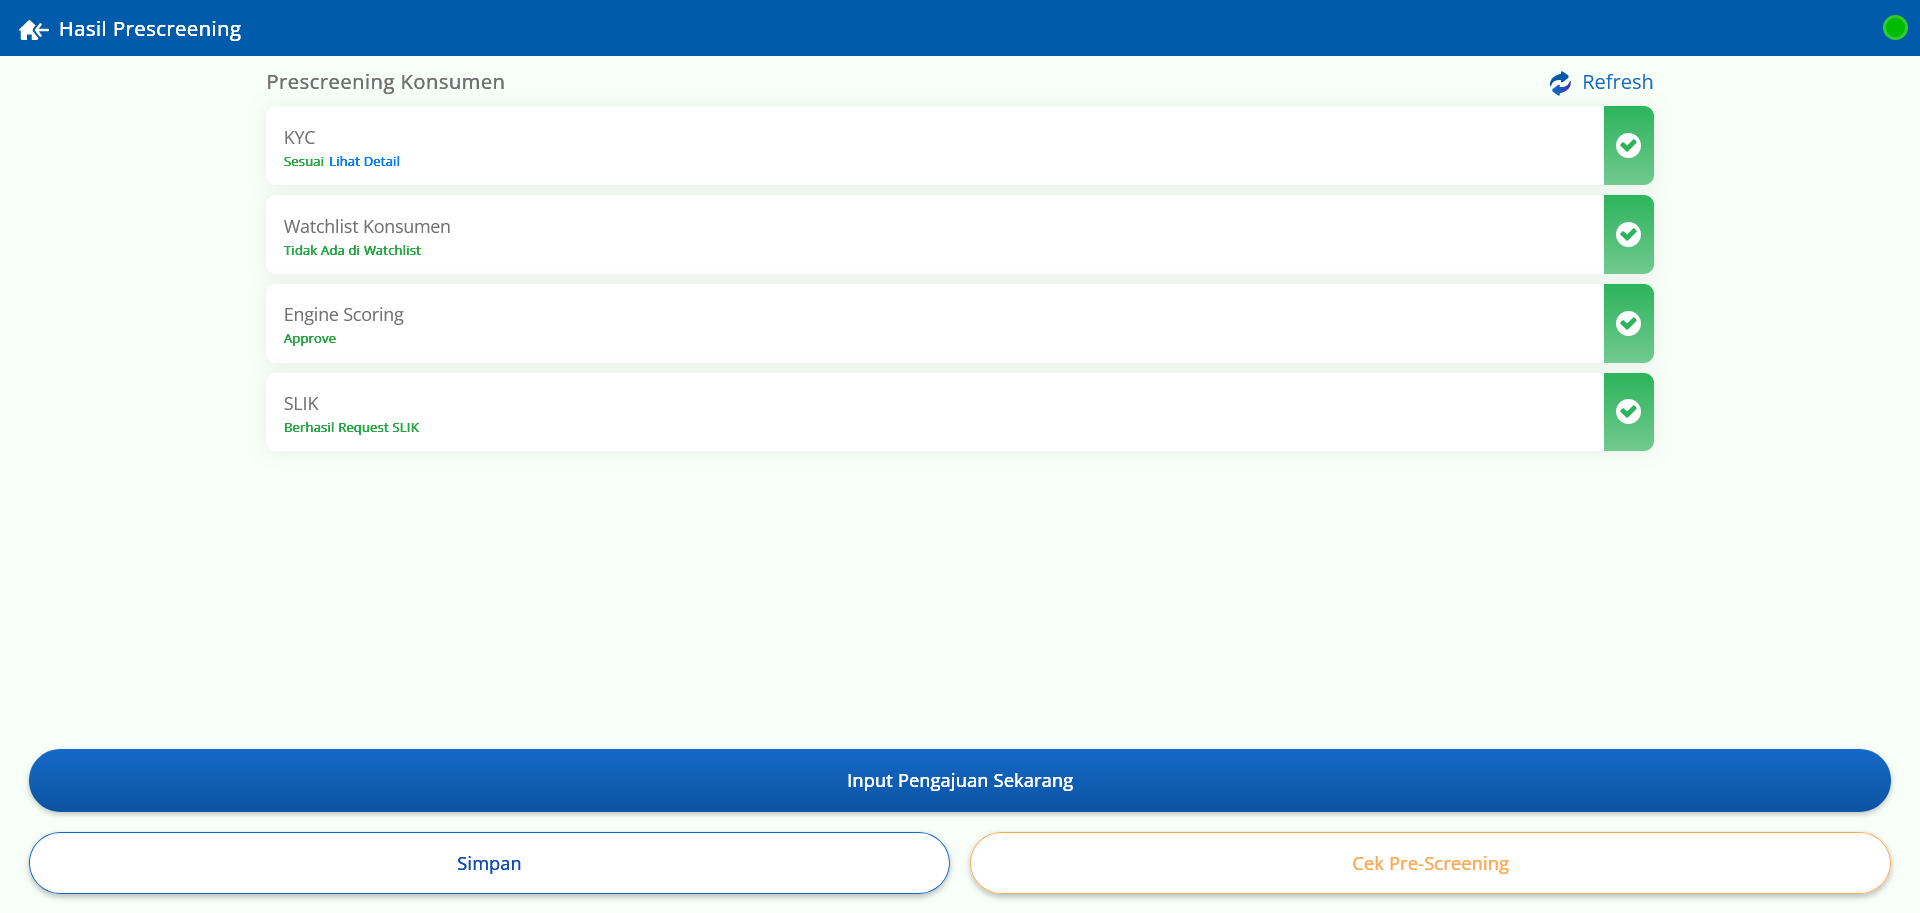 Hasil Prescreening
Prescreening Konsumen
Refresh
KYC
Sesuai Lihat Detail
Watchlist Konsumen
Tidak Ada di Watchlist
Engine Scoring
Approve
SLIK
Berhasil Request SLIK
Input Pengajuan Sekarang
Simpan
Cek Pre-Screening